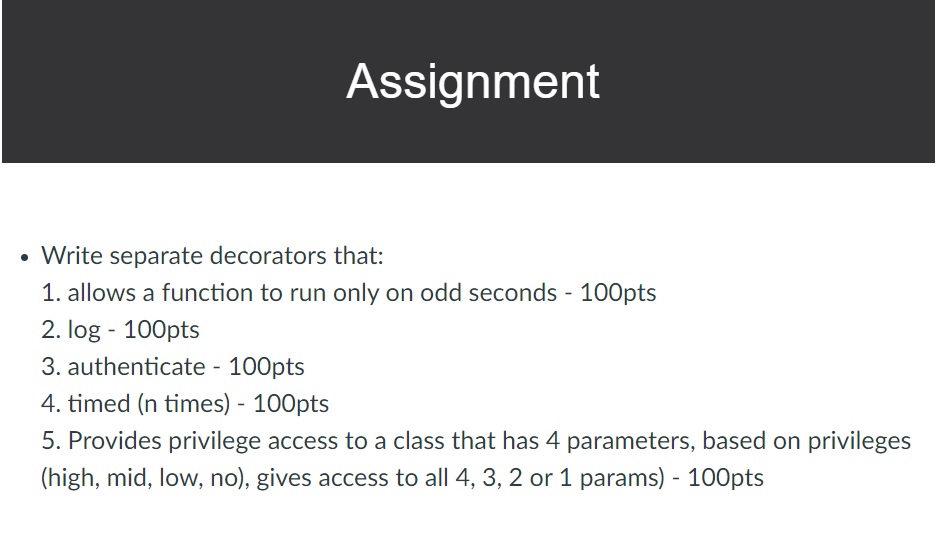 Assignment
• Write separate decorators that:
1. allows a function to run only on odd seconds - 100pts
2. log - 100pts
3. authenticate - 100pts
4. timed (n times) - 100pts
5. Provides privilege access to a class that has 4 parameters, based on privileges
(high, mid, low, no), gives access to all 4, 3, 2 or 1 params) - 100pts